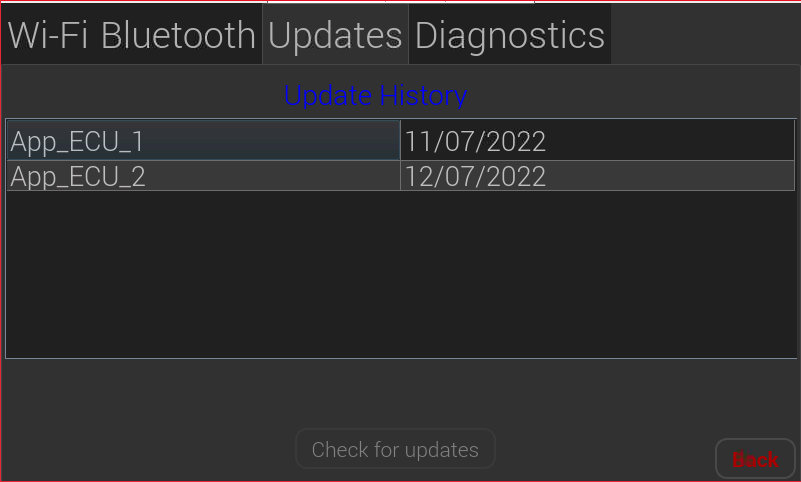 Wi-Fi Bluetooth Updates Diagnostics
Update History
App_ECU_1 11/07/2022
App_ECU_2 12/07/2022
Check for updates
Back